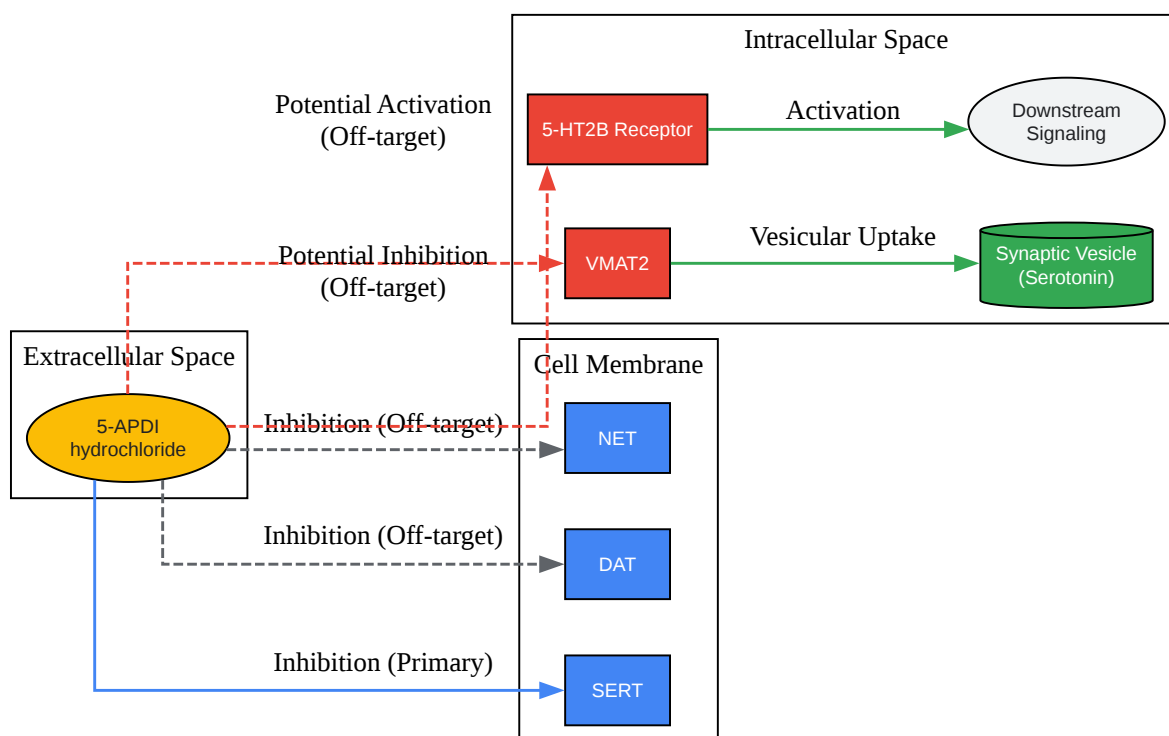 Intracellular Space
Potential Activation
(Off-target)
5-HT2B Receptor
Activation
Downstream
Signaling
Potential Inhibition
(Off-target)
VMAT2
Vesicular Uptake
Synaptic Vesicle
(Serotonin)
Extracellular Space
Cell Membrane
5-APDI
hydrochloride
Inhibition (Off-target)
NET
Inhibition (Off-target)
DAT
Inhibition (Primary)
SERT